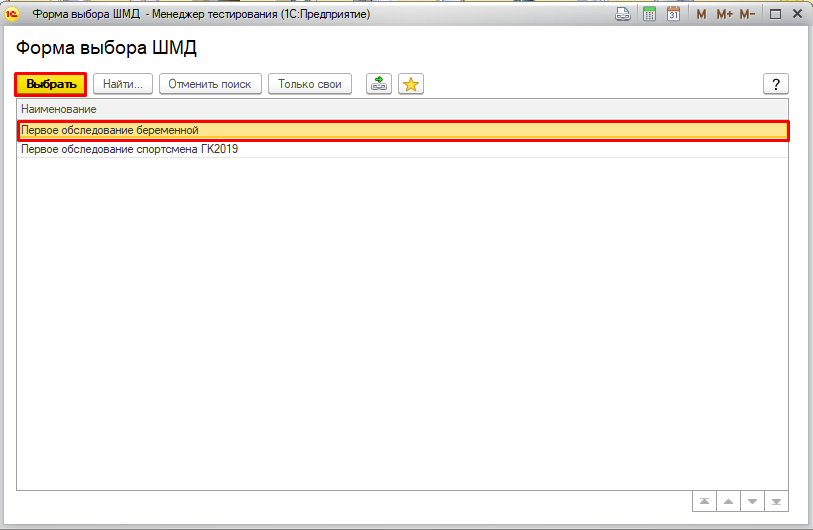 1С Форма выбора ШМД - Менеджер тестирования (1С:Предприятие) 31 M M+ M-
Форма выбора ШМД
Выбрать Найти... Отменить поиск Только свои ?
Наименование
Первое обследование беременной
Первое обследование спортсмена ГК2019